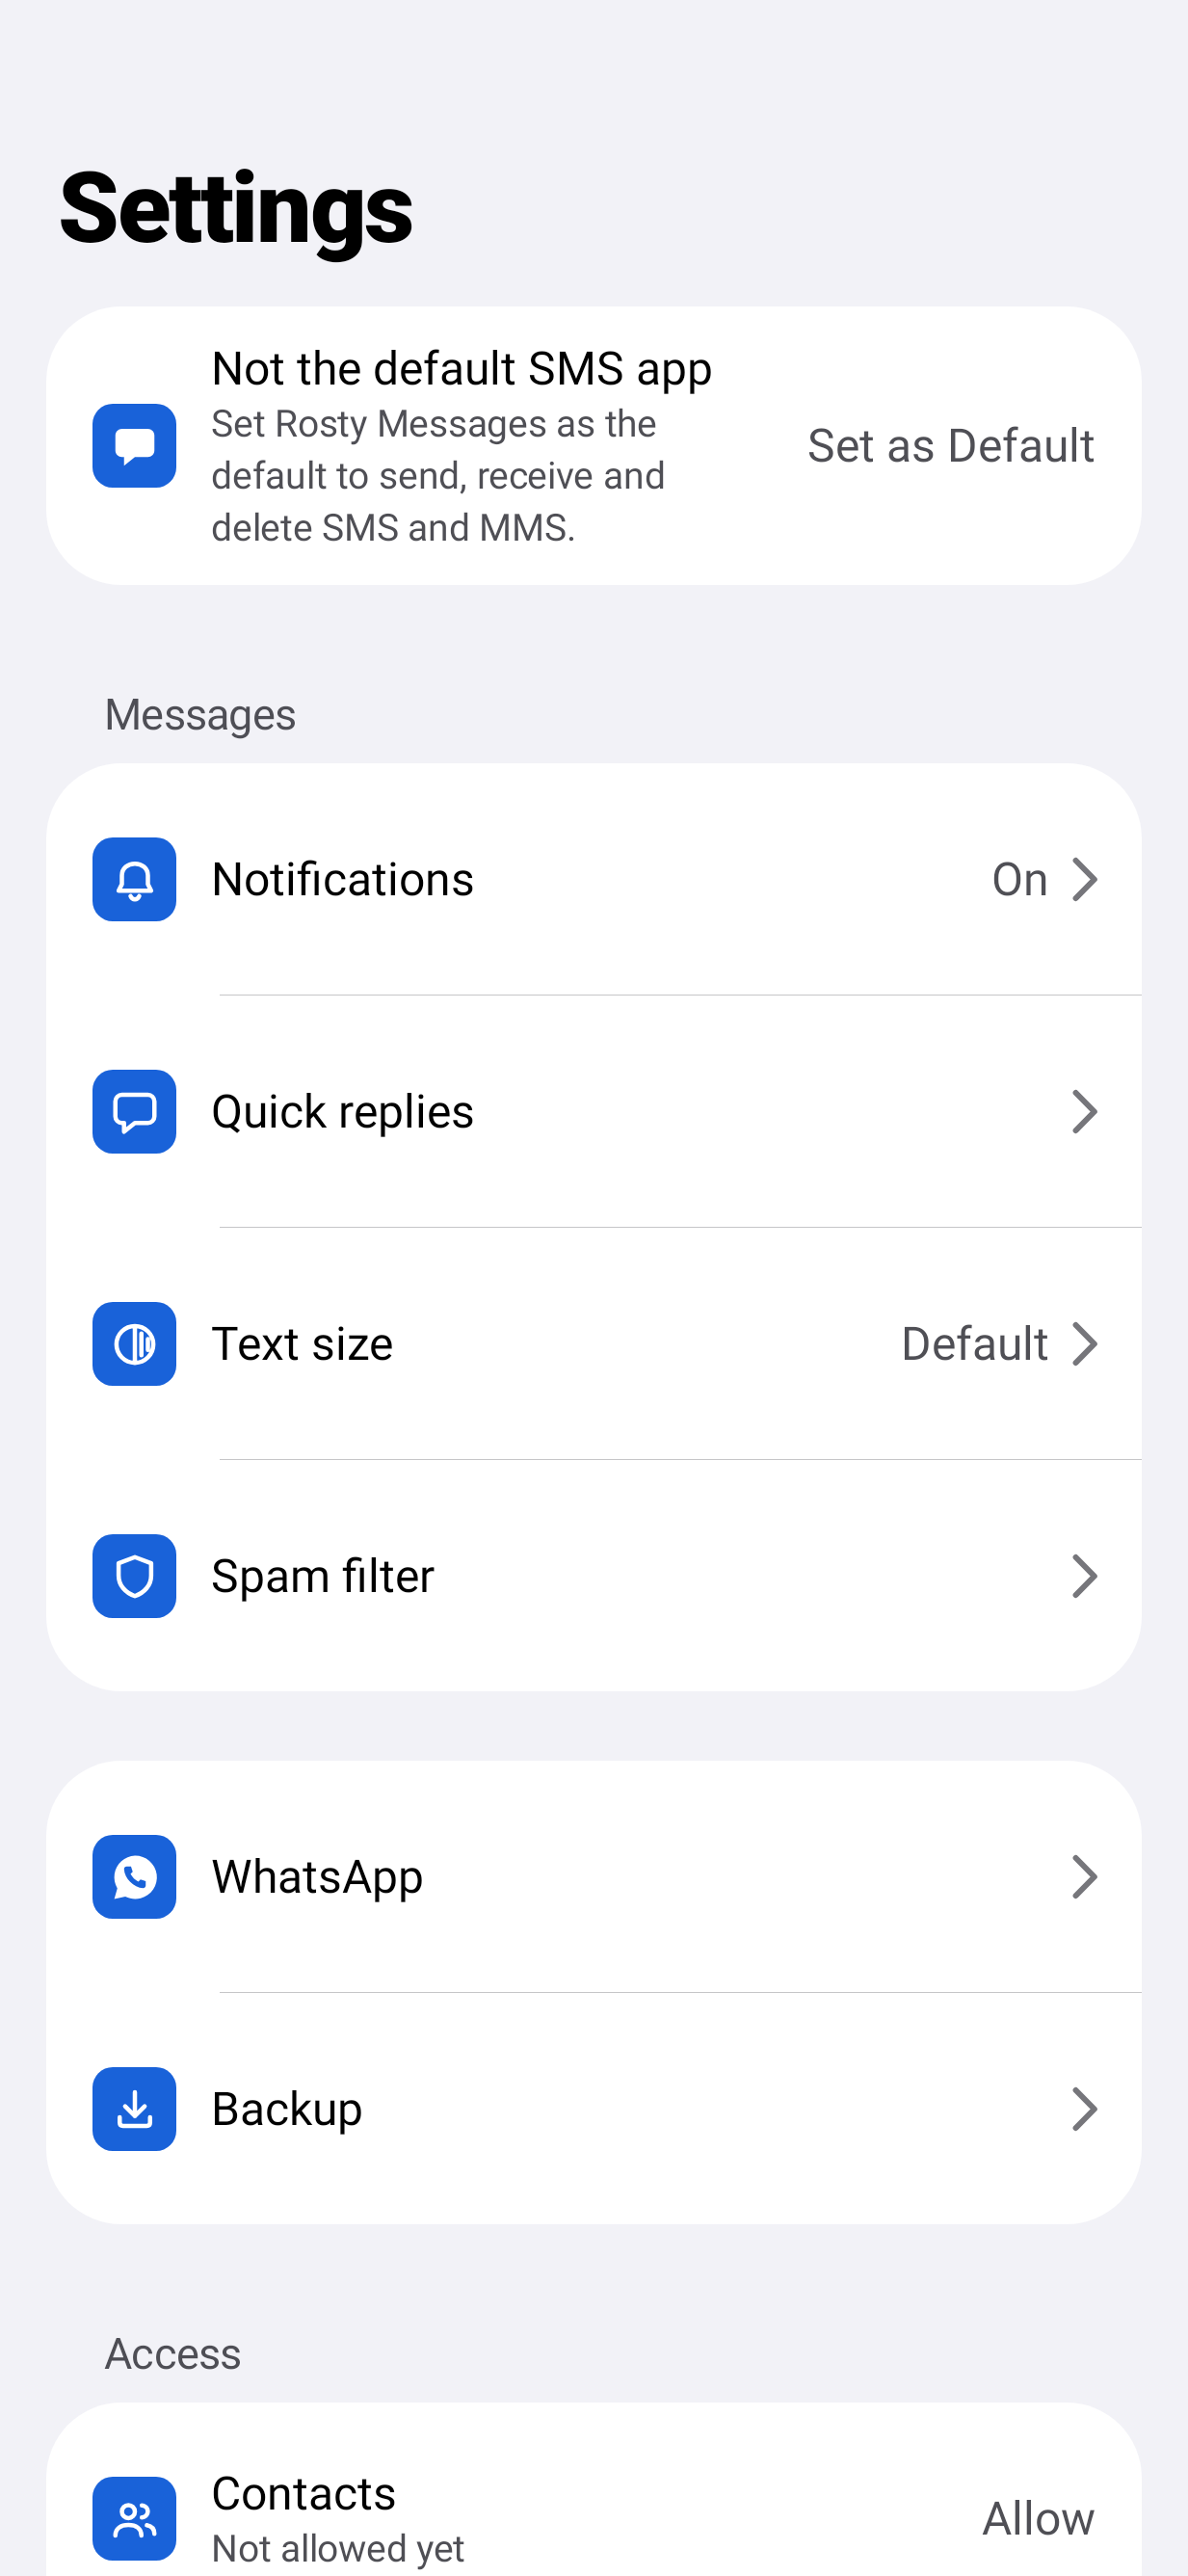 Settings
Not the default SMS app
Set Rosty Messages as the
default to send, receive and
delete SMS and MMS.
Set as Default
Messages
Notifications
On
Quick replies
Text size
Default
Spam filter
WhatsApp
Backup
Access
Contacts
Not allowed yet
Allow